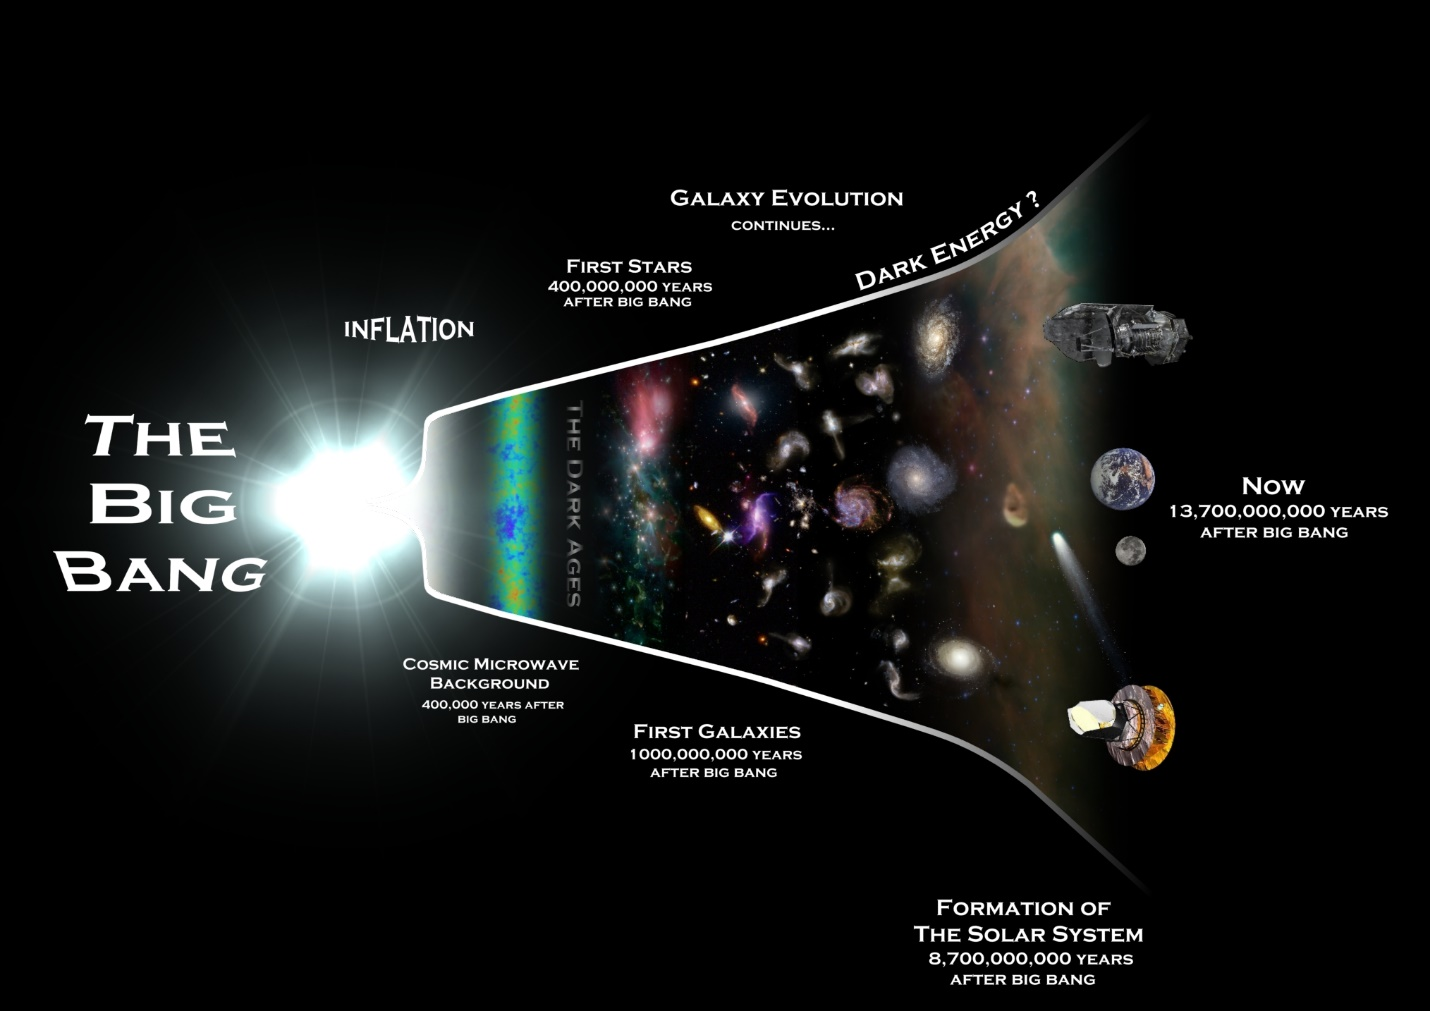 THE
BIG
BANG
INFLATION
COSMIC MICROWAVE
BACKGROUND
400,000 YEARS AFTER
BIG BANG
THE DARK AGES
FIRST STARS
400,000,000 YEARS
AFTER BIG BANG
FIRST GALAXIES
1000,000,000 YEARS
AFTER BIG BANG
GALAXY EVOLUTION
CONTINUES...
DARK ENERGY ?
FORMATION OF
THE SOLAR SYSTEM
8,700,000,000 YEARS
AFTER BIG BANG
NOW
13,700,000,000 YEARS
AFTER BIG BANG